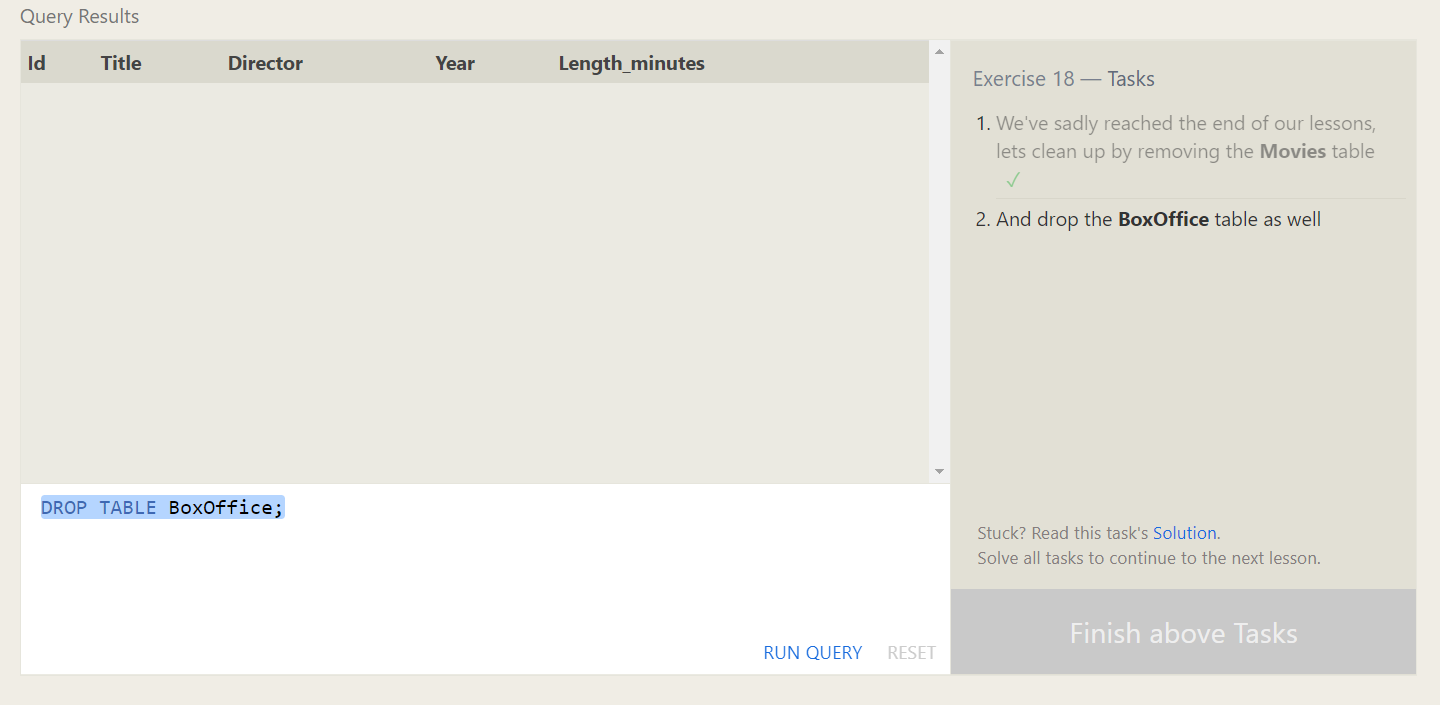 Query Results
Id Title Director Year Length_minutes
Exercise 18 — Tasks
1. We've sadly reached the end of our lessons,
lets clean up by removing the Movies table
✓
2. And drop the BoxOffice table as well
DROP TABLE BoxOffice;
RUN QUERY RESET
Stuck? Read this task's Solution.
Solve all tasks to continue to the next lesson.
Finish above Tasks